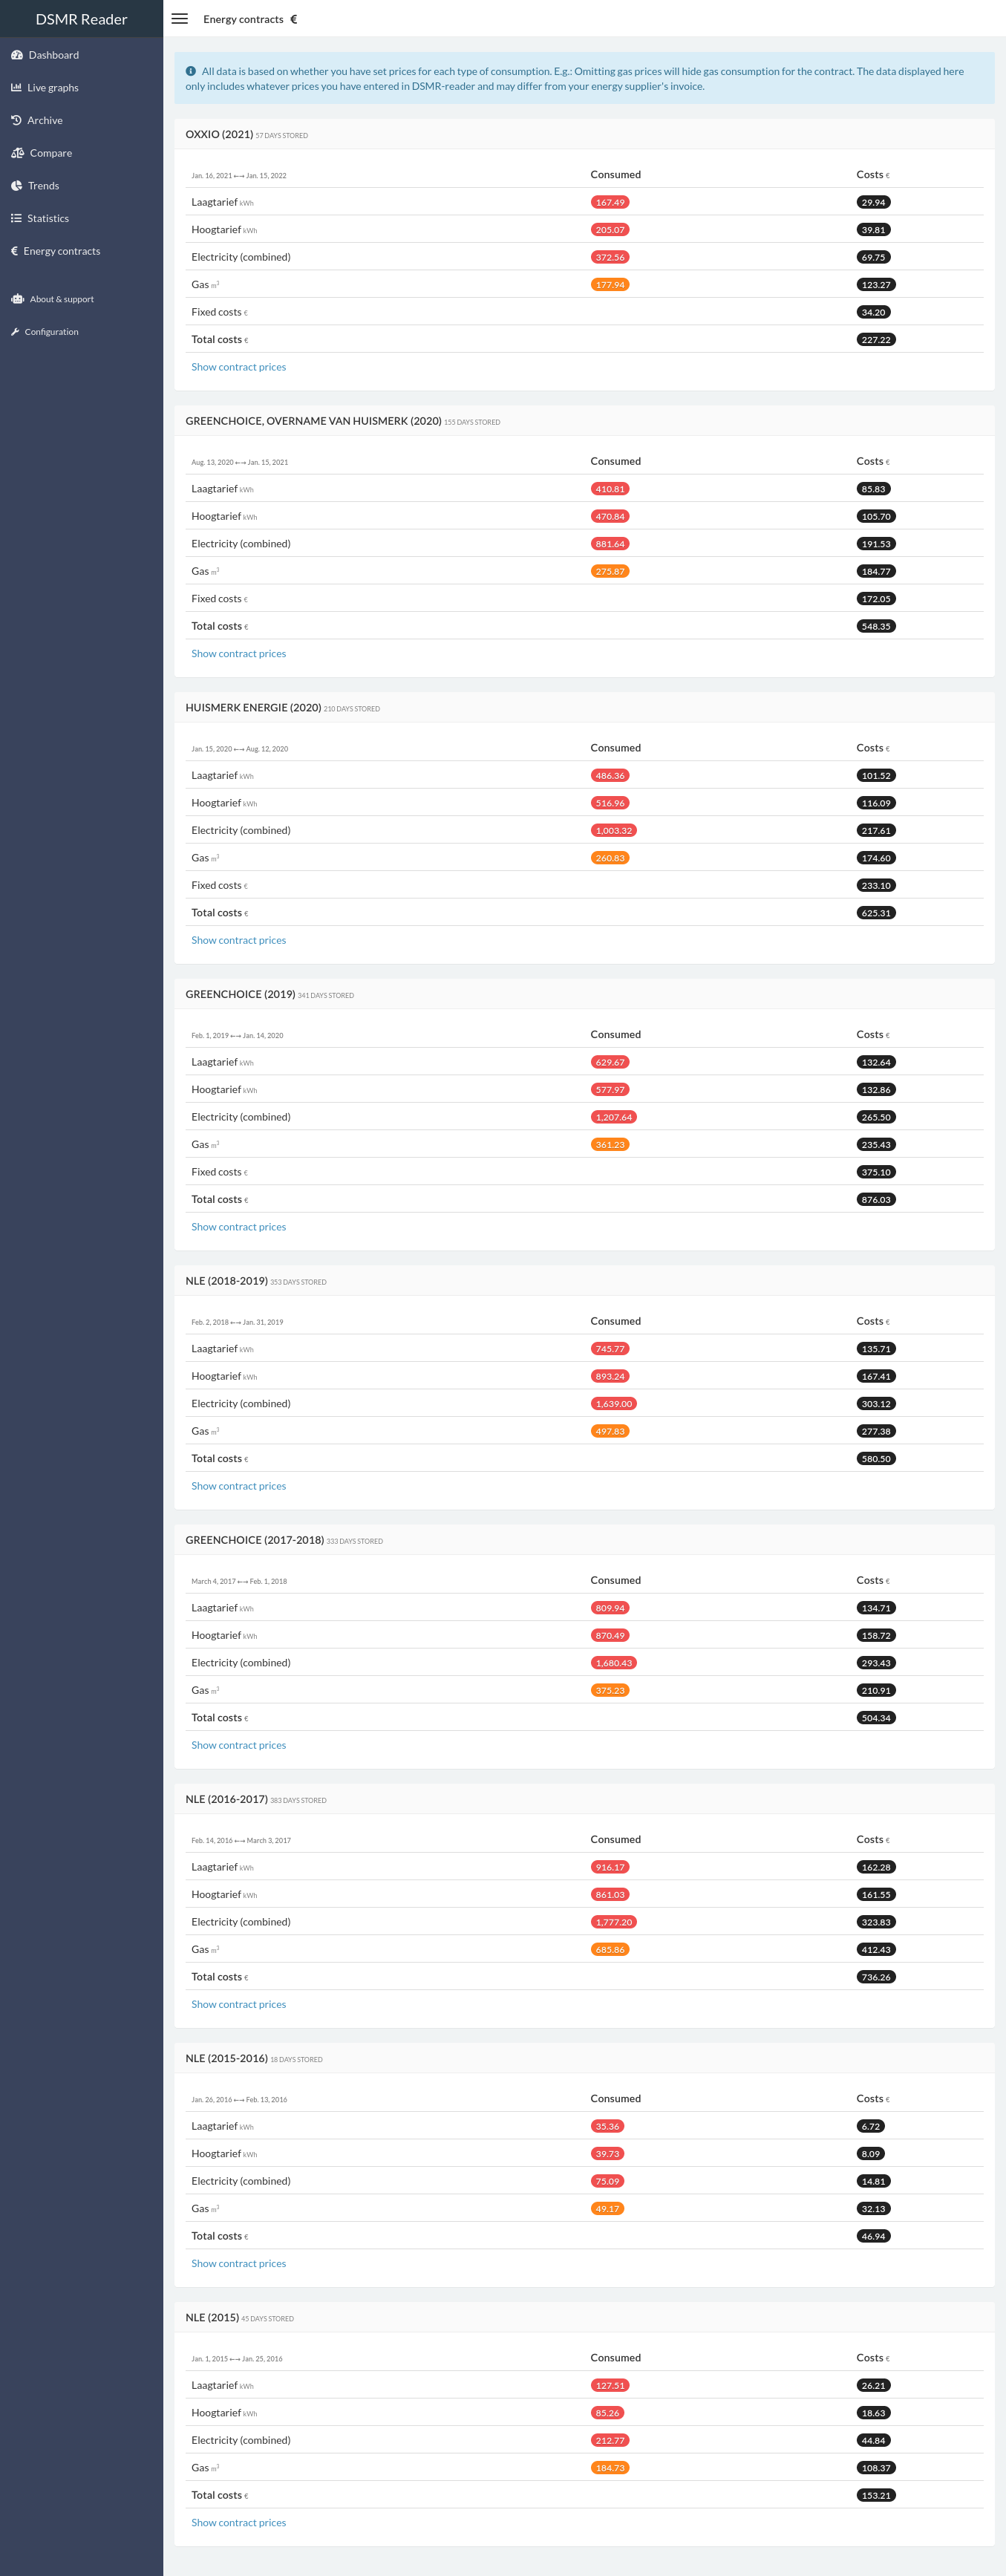 DSMR Reader
Energy contracts €
Dashboard
Live graphs
Archive
Compare
Trends
Statistics
€ Energy contracts
About & support
Configuration
All data is based on whether you have set prices for each type of consumption. E.g.: Omitting gas prices will hide gas consumption for the contract. The data displayed here
only includes whatever prices you have entered in DSMR-reader and may differ from your energy supplier's invoice.
OXXIO (2021) 57 DAYS STORED
Jan. 16, 2021 ←→ Jan. 15, 2022 Consumed Costs €
Laagtarief kWh 167.49 29.94
Hoogtarief kWh 205.07 39.81
Electricity (combined) 372.56 69.75
Gas m³ 177.94 123.27
Fixed costs € 34.20
Total costs € 227.22
Show contract prices
GREENCHOICE, OVERNAME VAN HUISMERK (2020) 155 DAYS STORED
Aug. 13, 2020 ←→ Jan. 15, 2021 Consumed Costs €
Laagtarief kWh 410.81 85.83
Hoogtarief kWh 470.84 105.70
Electricity (combined) 881.64 191.53
Gas m³ 275.87 184.77
Fixed costs € 172.05
Total costs € 548.35
Show contract prices
HUISMERK ENERGIE (2020) 210 DAYS STORED
Jan. 15, 2020 ←→ Aug. 12, 2020 Consumed Costs €
Laagtarief kWh 486.36 101.52
Hoogtarief kWh 516.96 116.09
Electricity (combined) 1,003.32 217.61
Gas m³ 260.83 174.60
Fixed costs € 233.10
Total costs € 625.31
Show contract prices
GREENCHOICE (2019) 341 DAYS STORED
Feb. 1, 2019 ←→ Jan. 14, 2020 Consumed Costs €
Laagtarief kWh 629.67 132.64
Hoogtarief kWh 577.97 132.86
Electricity (combined) 1,207.64 265.50
Gas m³ 361.23 235.43
Fixed costs € 375.10
Total costs € 876.03
Show contract prices
NLE (2018-2019) 353 DAYS STORED
Feb. 2, 2018 ←→ Jan. 31, 2019 Consumed Costs €
Laagtarief kWh 745.77 135.71
Hoogtarief kWh 893.24 167.41
Electricity (combined) 1,639.00 303.12
Gas m³ 497.83 277.38
Total costs € 580.50
Show contract prices
GREENCHOICE (2017-2018) 333 DAYS STORED
March 4, 2017 ←→ Feb. 1, 2018 Consumed Costs €
Laagtarief kWh 809.94 134.71
Hoogtarief kWh 870.49 158.72
Electricity (combined) 1,680.43 293.43
Gas m³ 375.23 210.91
Total costs € 504.34
Show contract prices
NLE (2016-2017) 383 DAYS STORED
Feb. 14, 2016 ←→ March 3, 2017 Consumed Costs €
Laagtarief kWh 916.17 162.28
Hoogtarief kWh 861.03 161.55
Electricity (combined) 1,777.20 323.83
Gas m³ 685.86 412.43
Total costs € 736.26
Show contract prices
NLE (2015-2016) 18 DAYS STORED
Jan. 26, 2016 ←→ Feb. 13, 2016 Consumed Costs €
Laagtarief kWh 35.36 6.72
Hoogtarief kWh 39.73 8.09
Electricity (combined) 75.09 14.81
Gas m³ 49.17 32.13
Total costs € 46.94
Show contract prices
NLE (2015) 45 DAYS STORED
Jan. 1, 2015 ←→ Jan. 25, 2016 Consumed Costs €
Laagtarief kWh 127.51 26.21
Hoogtarief kWh 85.26 18.63
Electricity (combined) 212.77 44.84
Gas m³ 184.73 108.37
Total costs € 153.21
Show contract prices